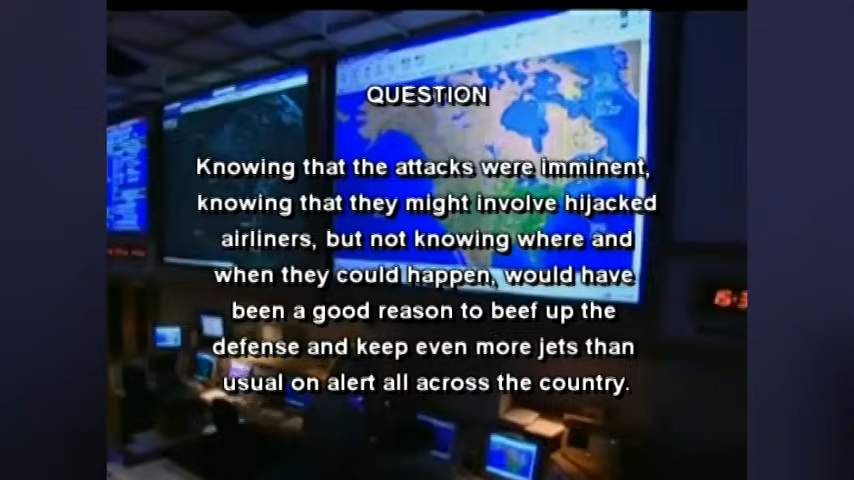 QUESTION
Knowing that the attacks were imminent,
knowing that they might involve hijacked
airliners, but not knowing where and
when they could happen, would have
been a good reason to beef up the
defense and keep even more jets than
usual on alert all across the country.